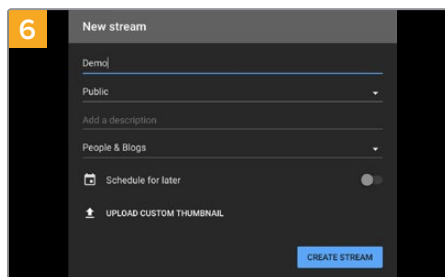 6
New stream
Demo
Public
Add a description
People & Blogs
Schedule for later
UPLOAD CUSTOM THUMBNAIL
CREATE STREAM